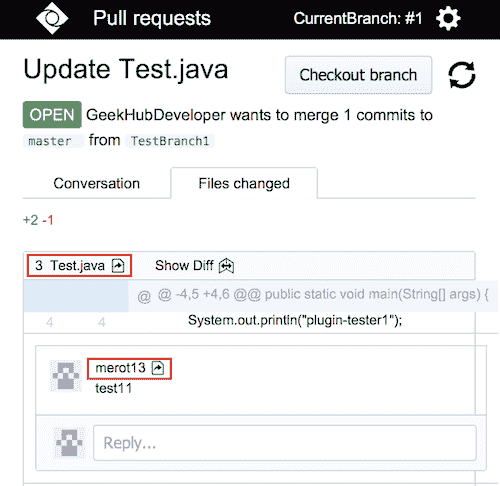 Pull requests CurrentBranch: #1
Update Test.java Checkout branch
OPEN GeekHubDeveloper wants to merge 1 commits to
master from TestBranch1
Conversation Files changed
+2 -1
3 Test.java Show Diff
@ @ -4,5 +4,6 @@ public static void main(String[] args) {
4 4 System.out.println("plugin-tester1");
merot13
test11
Reply...